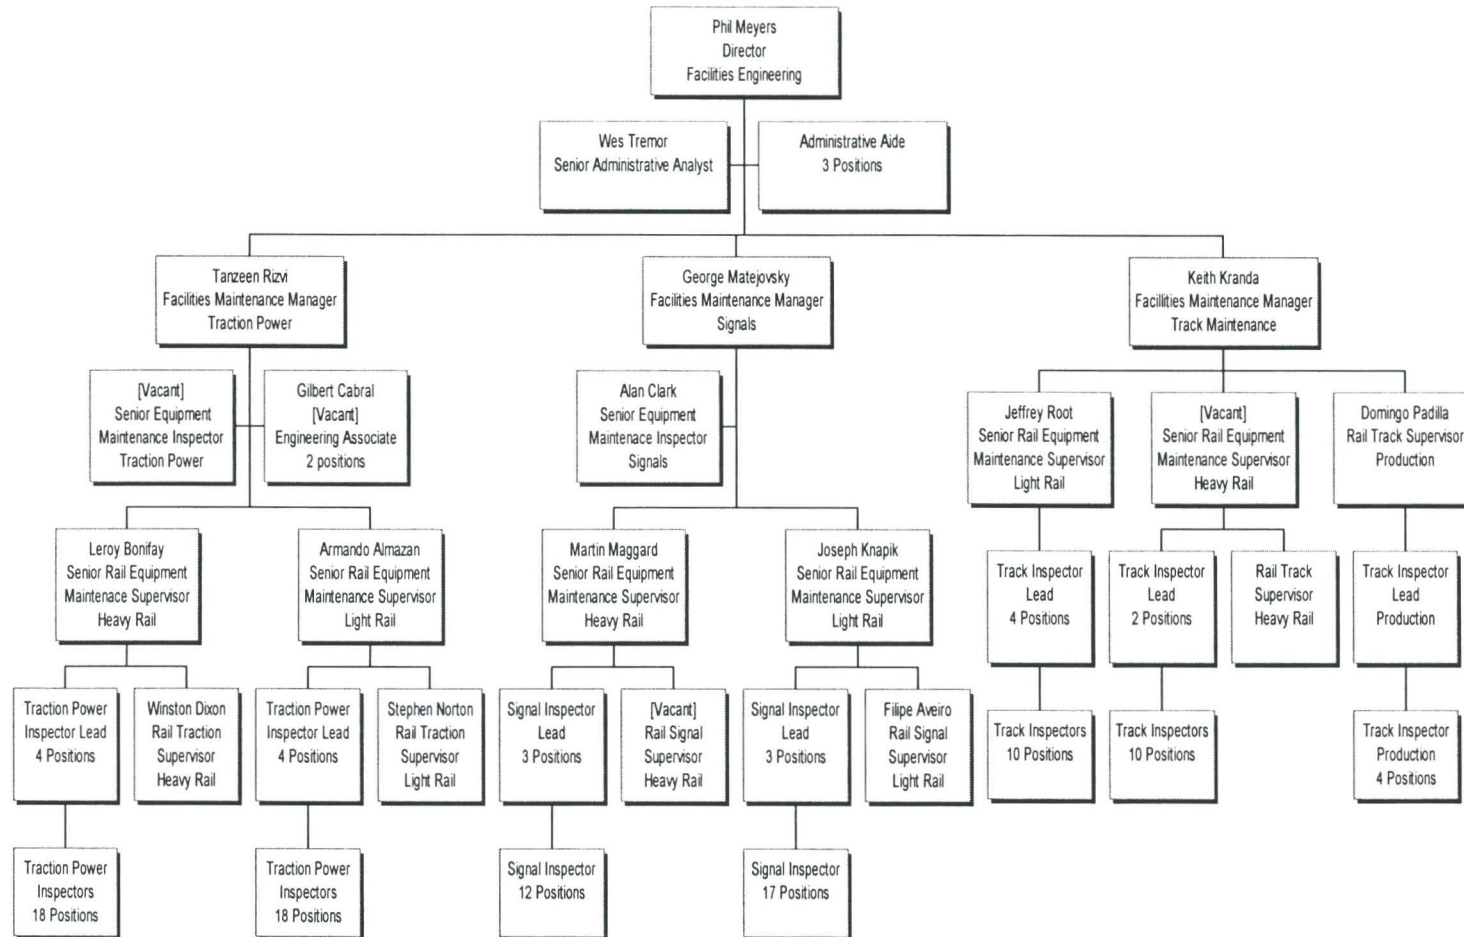 Phil Meyers
Director
Facilities Engineering
Wes Tremor
Senior Administrative Analyst
Administrative Aide
3 Positions
Tanzeen Rizvi
Facilities Maintenance Manager
Traction Power
George Matejovsky
Facilities Maintenance Manager
Signals
Keith Kranda
Facillities Maintenance Manager
Track Maintenance
[Vacant]
Senior Equipment
Maintenance Inspector
Traction Power
Gilbert Cabral
[Vacant]
Engineering Associate
2 positions
Alan Clark
Senior Equipment
Maintenace Inspector
Signals
Jeffrey Root
Senior Rail Equipment
Maintenance Supervisor
Light Rail
[Vacant]
Senior Rail Equipment
Maintenance Supervisor
Heavy Rail
Domingo Padilla
Rail Track Supervisor
Production
Leroy Bonifay
Senior Rail Equipment
Maintenace Supervisor
Heavy Rail
Armando Almazan
Senior Rail Equipment
Maintenance Supervisor
Light Rail
Martin Maggard
Senior Rail Equipment
Maintenance Supervisor
Heavy Rail
Joseph Knapik
Senior Rail Equipment
Maintenance Supervisor
Light Rail
Track Inspector
Lead
4 Positions
Track Inspector
Lead
2 Positions
Rail Track
Supervisor
Heavy Rail
Track Inspector
Lead
Production
Traction Power
Inspector Lead
4 Positions
Winston Dixon
Rail Traction
Supervisor
Heavy Rail
Traction Power
Inspector Lead
4 Positions
Stephen Norton
Rail Traction
Supervisor
Light Rail
Signal Inspector
Lead
3 Positions
[Vacant]
Rail Signal
Supervisor
Heavy Rail
Signal Inspector
Lead
3 Positions
Filipe Aveiro
Rail Signal
Supervisor
Light Rail
Track Inspectors
10 Positions
Track Inspectors
10 Positions
Track Inspector
Production
4 Positions
Traction Power
Inspectors
18 Positions
Traction Power
Inspectors
18 Positions
Signal Inspector
12 Positions
Signal Inspector
17 Positions